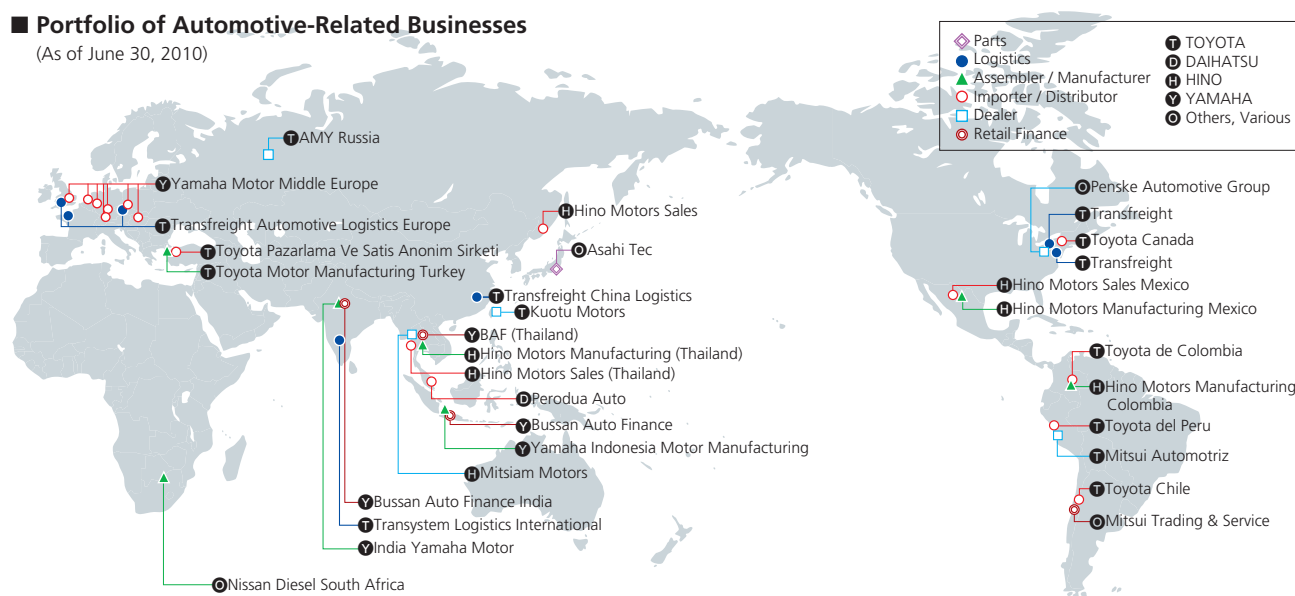 ■ Portfolio of Automotive-Related Businesses
(As of June 30, 2010)
Parts
Logistics
Assembler / Manufacturer
Importer / Distributor
Dealer
Retail Finance
T TOYOTA
D DAIHATSU
H HINO
Y YAMAHA
O Others, Various
T AMY Russia
Y Yamaha Motor Middle Europe
T Transfreight Automotive Logistics Europe
T Toyota Pazarlama Ve Satis Anonim Sirketi
T Toyota Motor Manufacturing Turkey
H Hino Motors Sales
O Asahi Tec
T Transfreight China Logistics
T Kuotu Motors
Y BAF (Thailand)
H Hino Motors Manufacturing (Thailand)
H Hino Motors Sales (Thailand)
D Perodua Auto
Y Bussan Auto Finance
Y Yamaha Indonesia Motor Manufacturing
H Mitsiam Motors
Y Bussan Auto Finance India
T Transystem Logistics International
Y India Yamaha Motor
O Nissan Diesel South Africa
O Penske Automotive Group
T Transfreight
T Toyota Canada
T Transfreight
H Hino Motors Sales Mexico
H Hino Motors Manufacturing Mexico
T Toyota de Colombia
H Hino Motors Manufacturing
Colombia
T Toyota del Peru
T Mitsui Automotriz
T Toyota Chile
O Mitsui Trading & Service